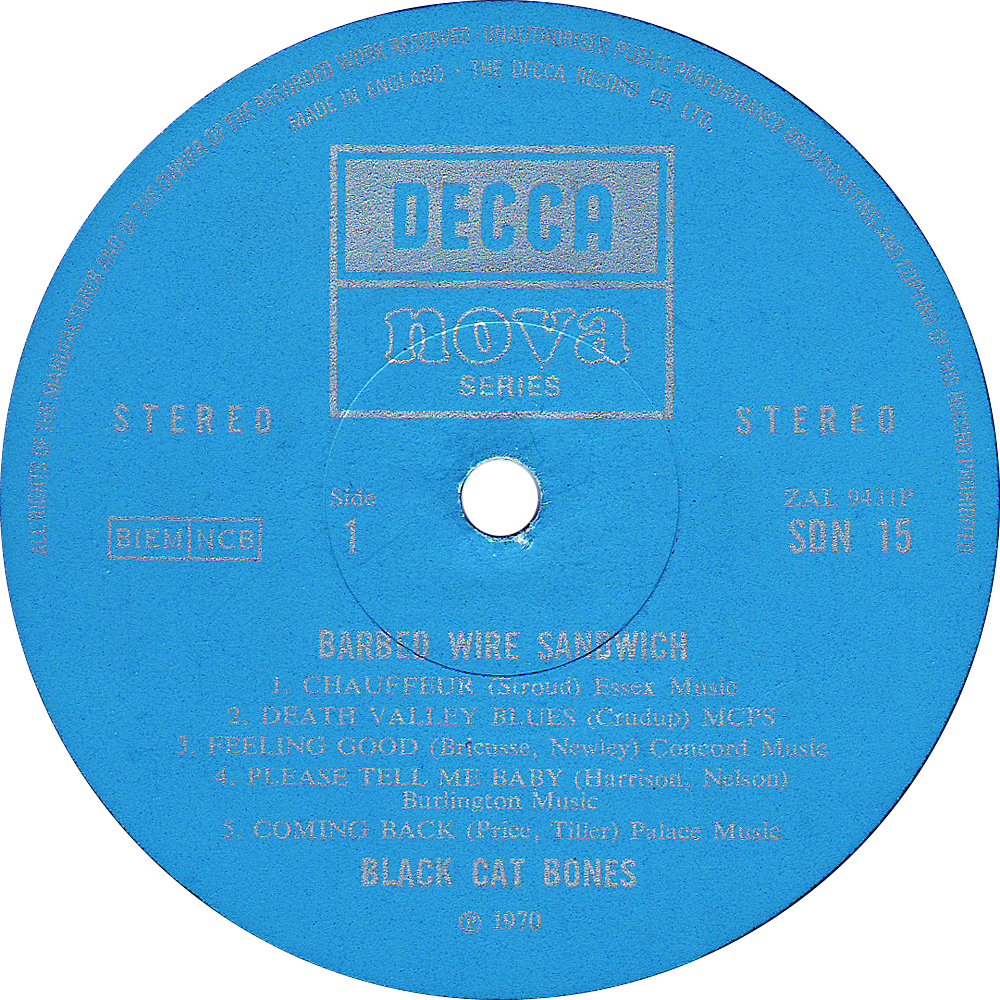 ALL RIGHTS OF THE MANUFACTURER AND OF THE OWNER OF THE RECORDED WORK RESERVED · UNAUTHORISED PUBLIC PERFORMANCE BROADCASTING AND COPYING OF THIS RECORD PROHIBITED
MADE IN ENGLAND · THE DECCA RECORD CO. LTD.
DECCA
nova
SERIES
STEREO STEREO
Side ZAL 9431P
1 SDN 15
BIEM NCB
BARBED WIRE SANDWICH
1. CHAUFFEUR (Stroud) Essex Music
2. DEATH VALLEY BLUES (Crudup) MCPS
3. FEELING GOOD (Bricusse, Newley) Concord Music
4. PLEASE TELL ME BABY (Harrison, Nelson)
Burlington Music
5. COMING BACK (Price, Tiller) Palace Music
BLACK CAT BONES
℗ 1970